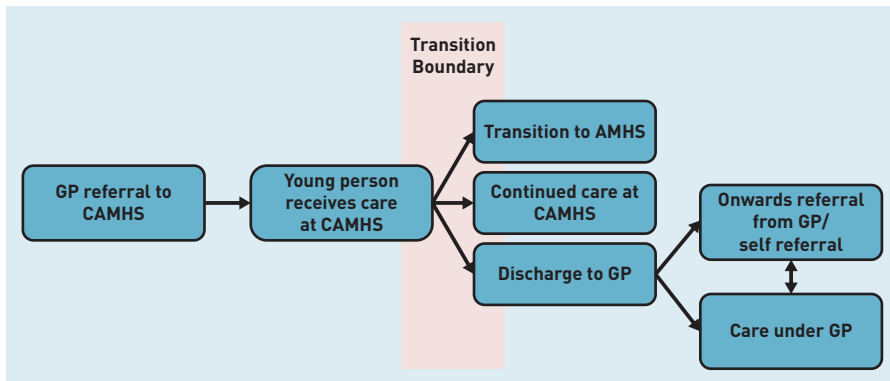 Transition
Boundary
GP referral to
CAMHS
Young person
receives care
at CAMHS
Transition to AMHS
Continued care at
CAMHS
Discharge to GP
Onwards referral
from GP/
self referral
Care under GP